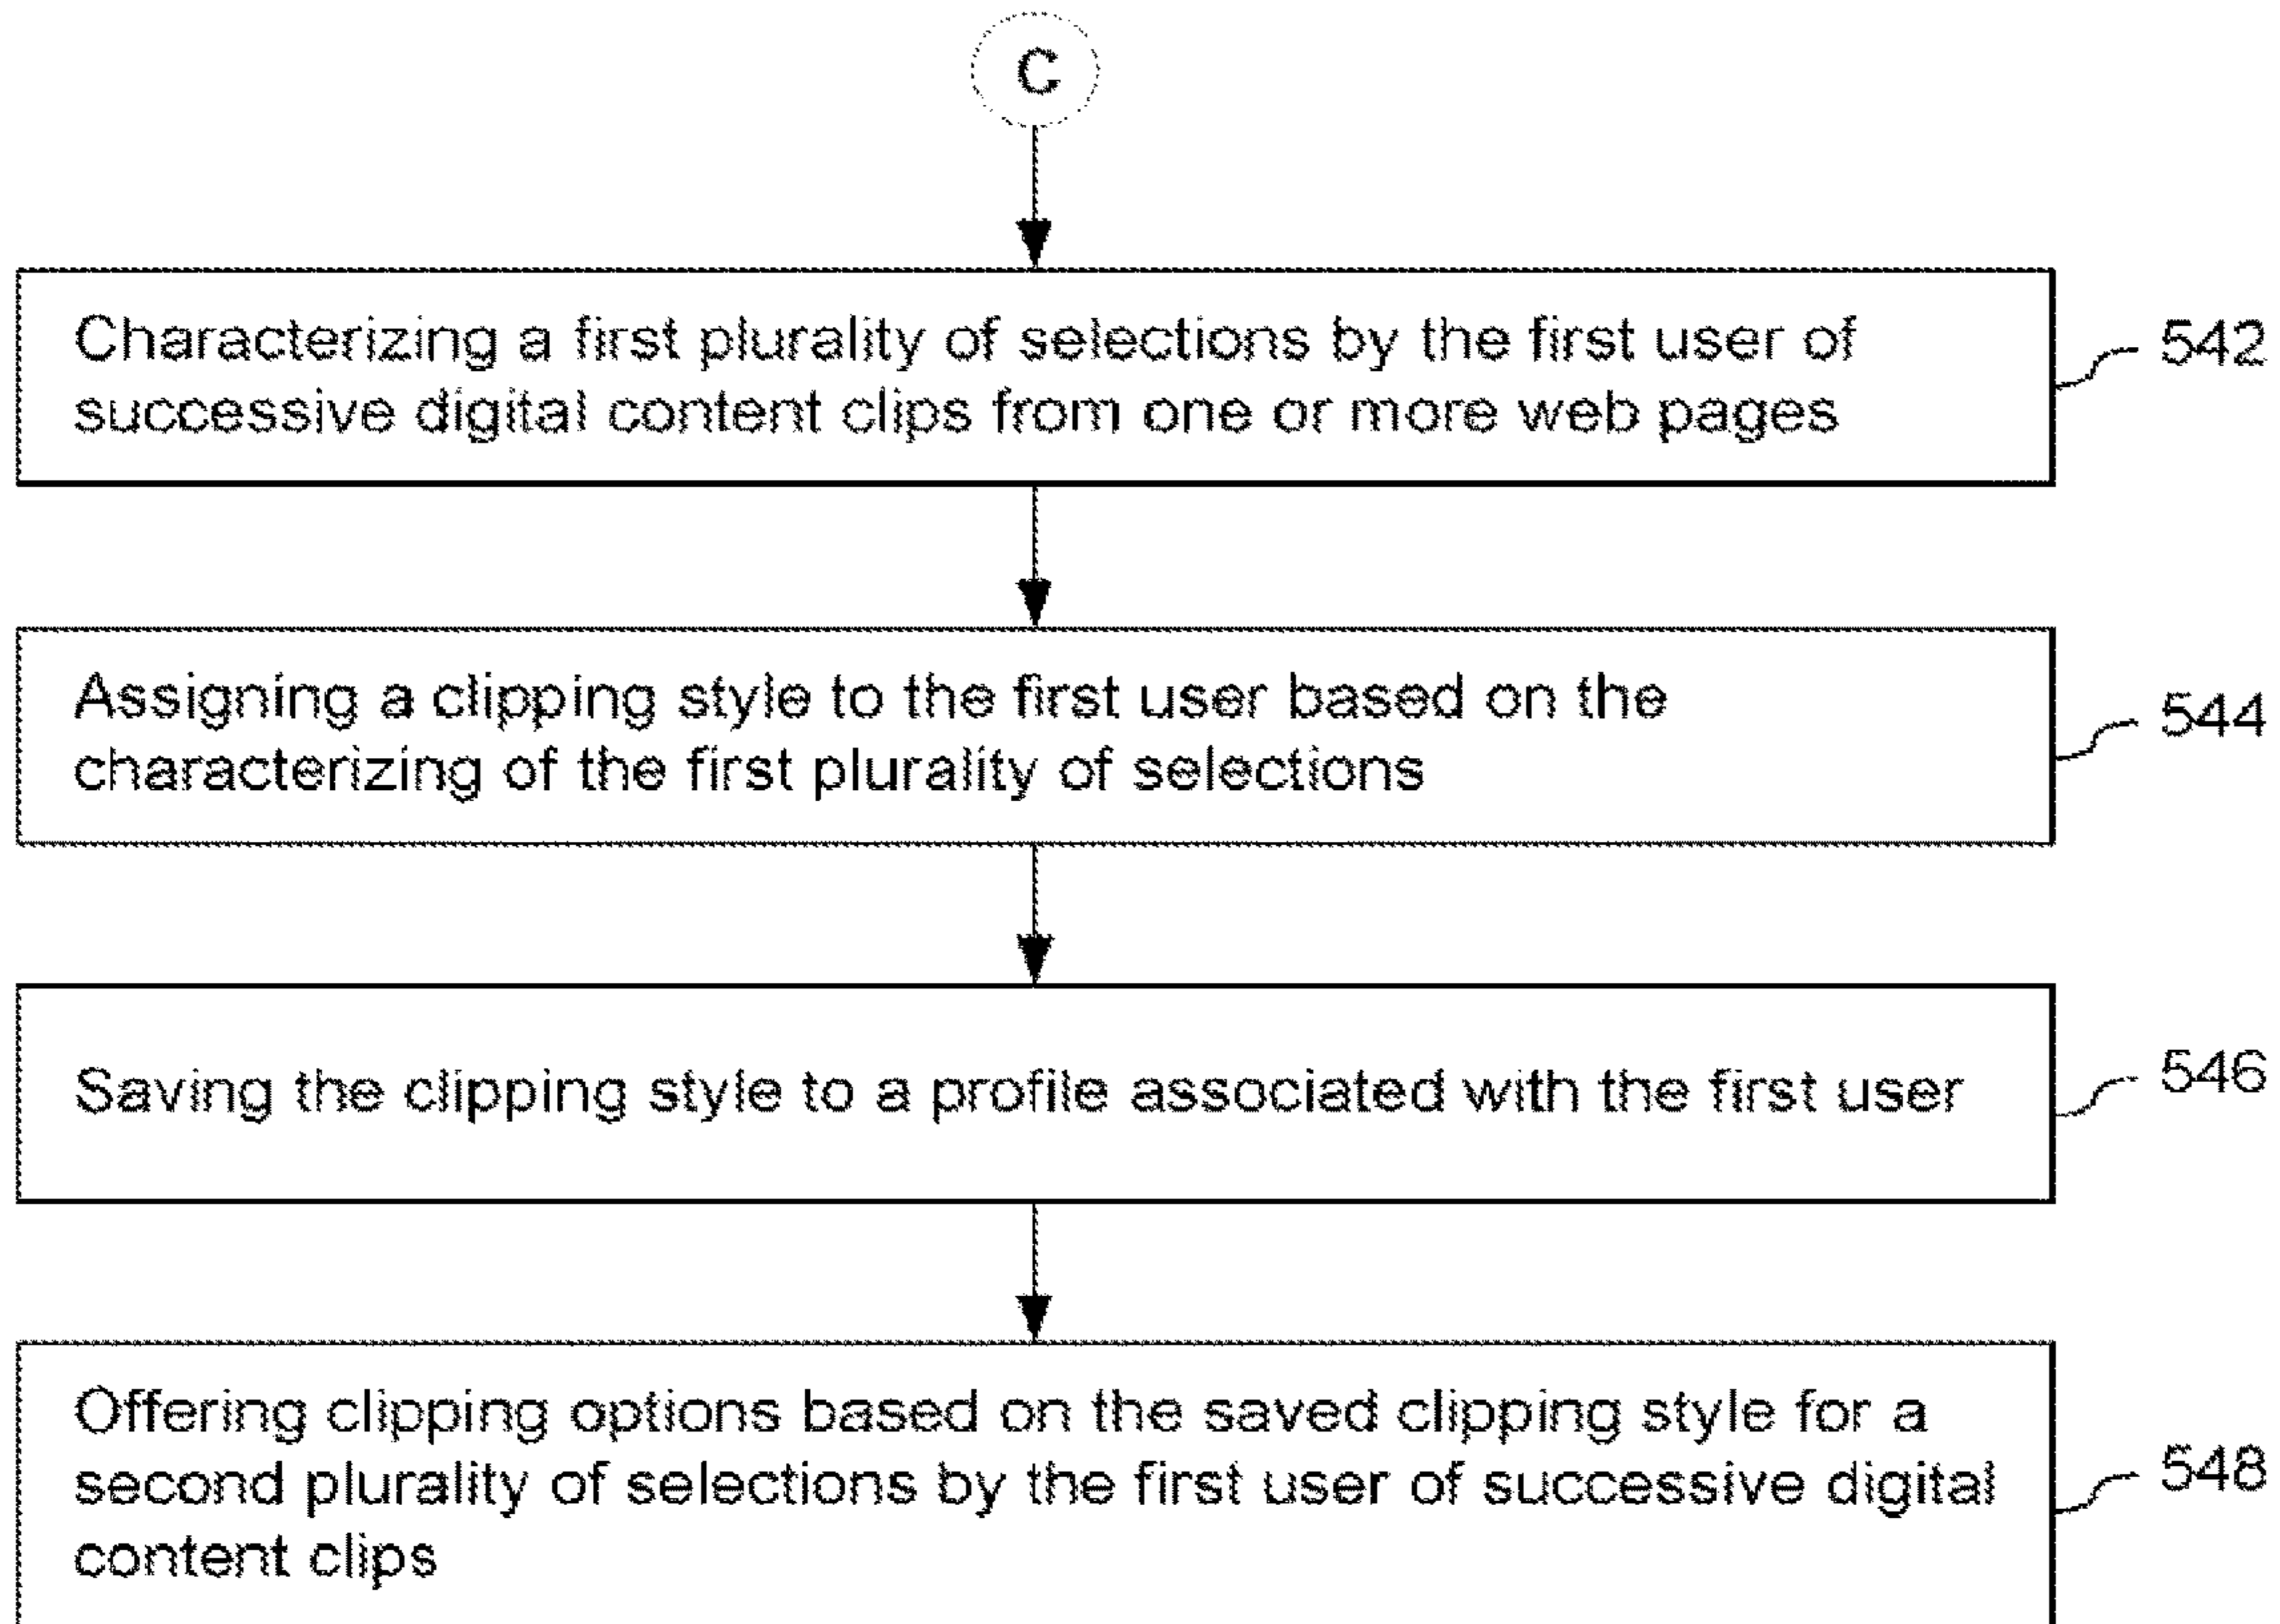 C
Characterizing a first plurality of selections by the first user of
successive digital content clips from one or more web pages
542
Assigning a clipping style to the first user based on the
characterizing of the first plurality of selections
544
Saving the clipping style to a profile associated with the first user
546
Offering clipping options based on the saved clipping style for a
second plurality of selections by the first user of successive digital
content clips
548